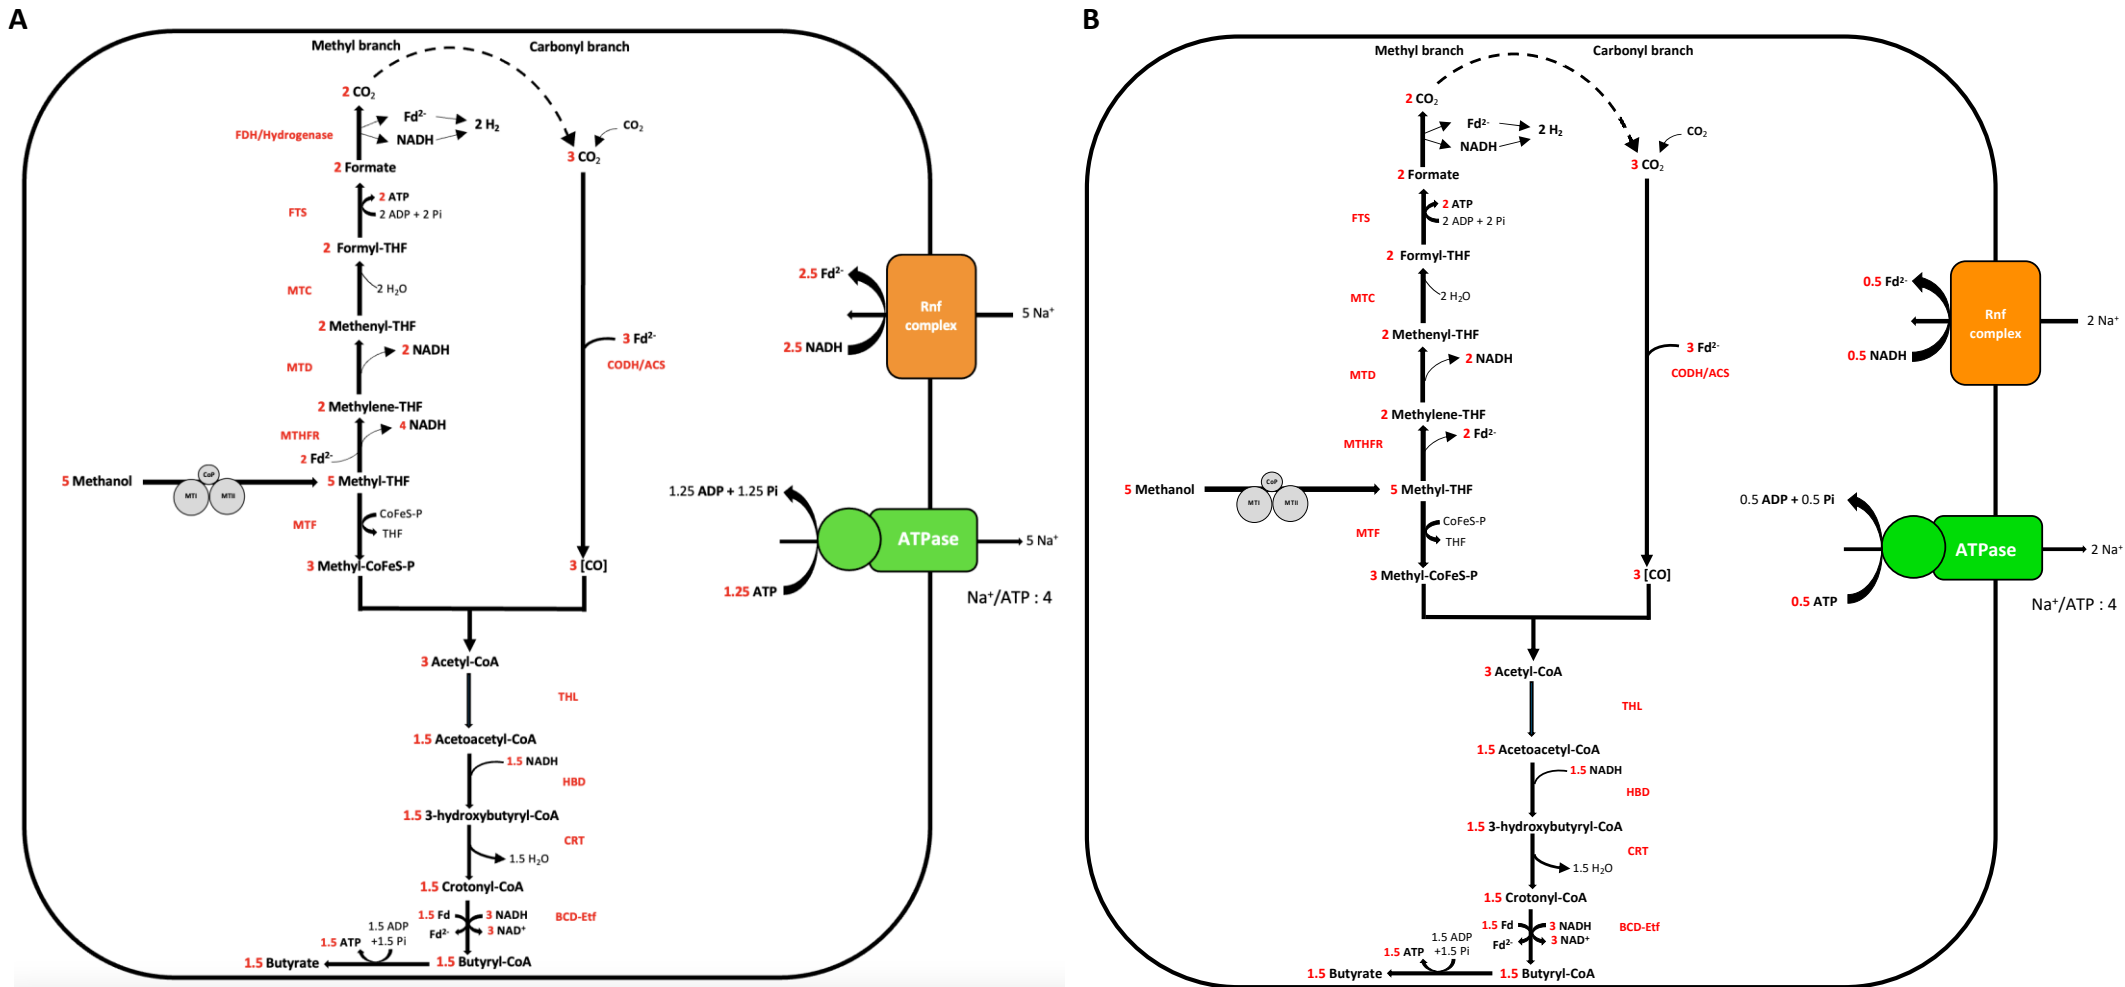 A
Methyl branch
Carbonyl branch
2 CO₂
FDH/Hydrogenase
Fd²⁻
NADH
2 H₂
CO₂
3 CO₂
2 Formate
FTS
2 ATP
2 ADP + 2 Pi
2 Formyl-THF
MTC
2 H₂O
2 Methenyl-THF
MTD
2 NADH
2 Methylene-THF
MTHFR
4 NADH
2 Fd²⁻
5 Methanol
CoP
MTI
MTII
5 Methyl-THF
MTF
CoFeS-P
THF
3 Methyl-CoFeS-P
3 Fd²⁻
CODH/ACS
3 [CO]
2.5 Fd²⁻
2.5 NADH
Rnf
complex
5 Na⁺
1.25 ADP + 1.25 Pi
1.25 ATP
ATPase
5 Na⁺
Na⁺/ATP : 4
3 Acetyl-CoA
THL
1.5 Acetoacetyl-CoA
1.5 NADH
HBD
1.5 3-hydroxybutyryl-CoA
CRT
1.5 H₂O
1.5 Crotonyl-CoA
1.5 Fd
Fd²⁻
3 NADH
3 NAD⁺
BCD-Etf
1.5 ADP
+1.5 Pi
1.5 ATP
1.5 Butyrate
1.5 Butyryl-CoA
B
Methyl branch
Carbonyl branch
2 CO₂
Fd²⁻
NADH
2 H₂
CO₂
3 CO₂
2 Formate
FTS
2 ATP
2 ADP + 2 Pi
2 Formyl-THF
MTC
2 H₂O
2 Methenyl-THF
MTD
2 NADH
2 Methylene-THF
MTHFR
2 Fd²⁻
5 Methanol
CoP
MTI
MTII
5 Methyl-THF
MTF
CoFeS-P
THF
3 Methyl-CoFeS-P
3 Fd²⁻
CODH/ACS
3 [CO]
0.5 Fd²⁻
0.5 NADH
Rnf
complex
2 Na⁺
0.5 ADP + 0.5 Pi
0.5 ATP
ATPase
2 Na⁺
Na⁺/ATP : 4
3 Acetyl-CoA
THL
1.5 Acetoacetyl-CoA
1.5 NADH
HBD
1.5 3-hydroxybutyryl-CoA
CRT
1.5 H₂O
1.5 Crotonyl-CoA
1.5 Fd
Fd²⁻
3 NADH
3 NAD⁺
BCD-Etf
1.5 ADP
+1.5 Pi
1.5 ATP
1.5 Butyrate
1.5 Butyryl-CoA